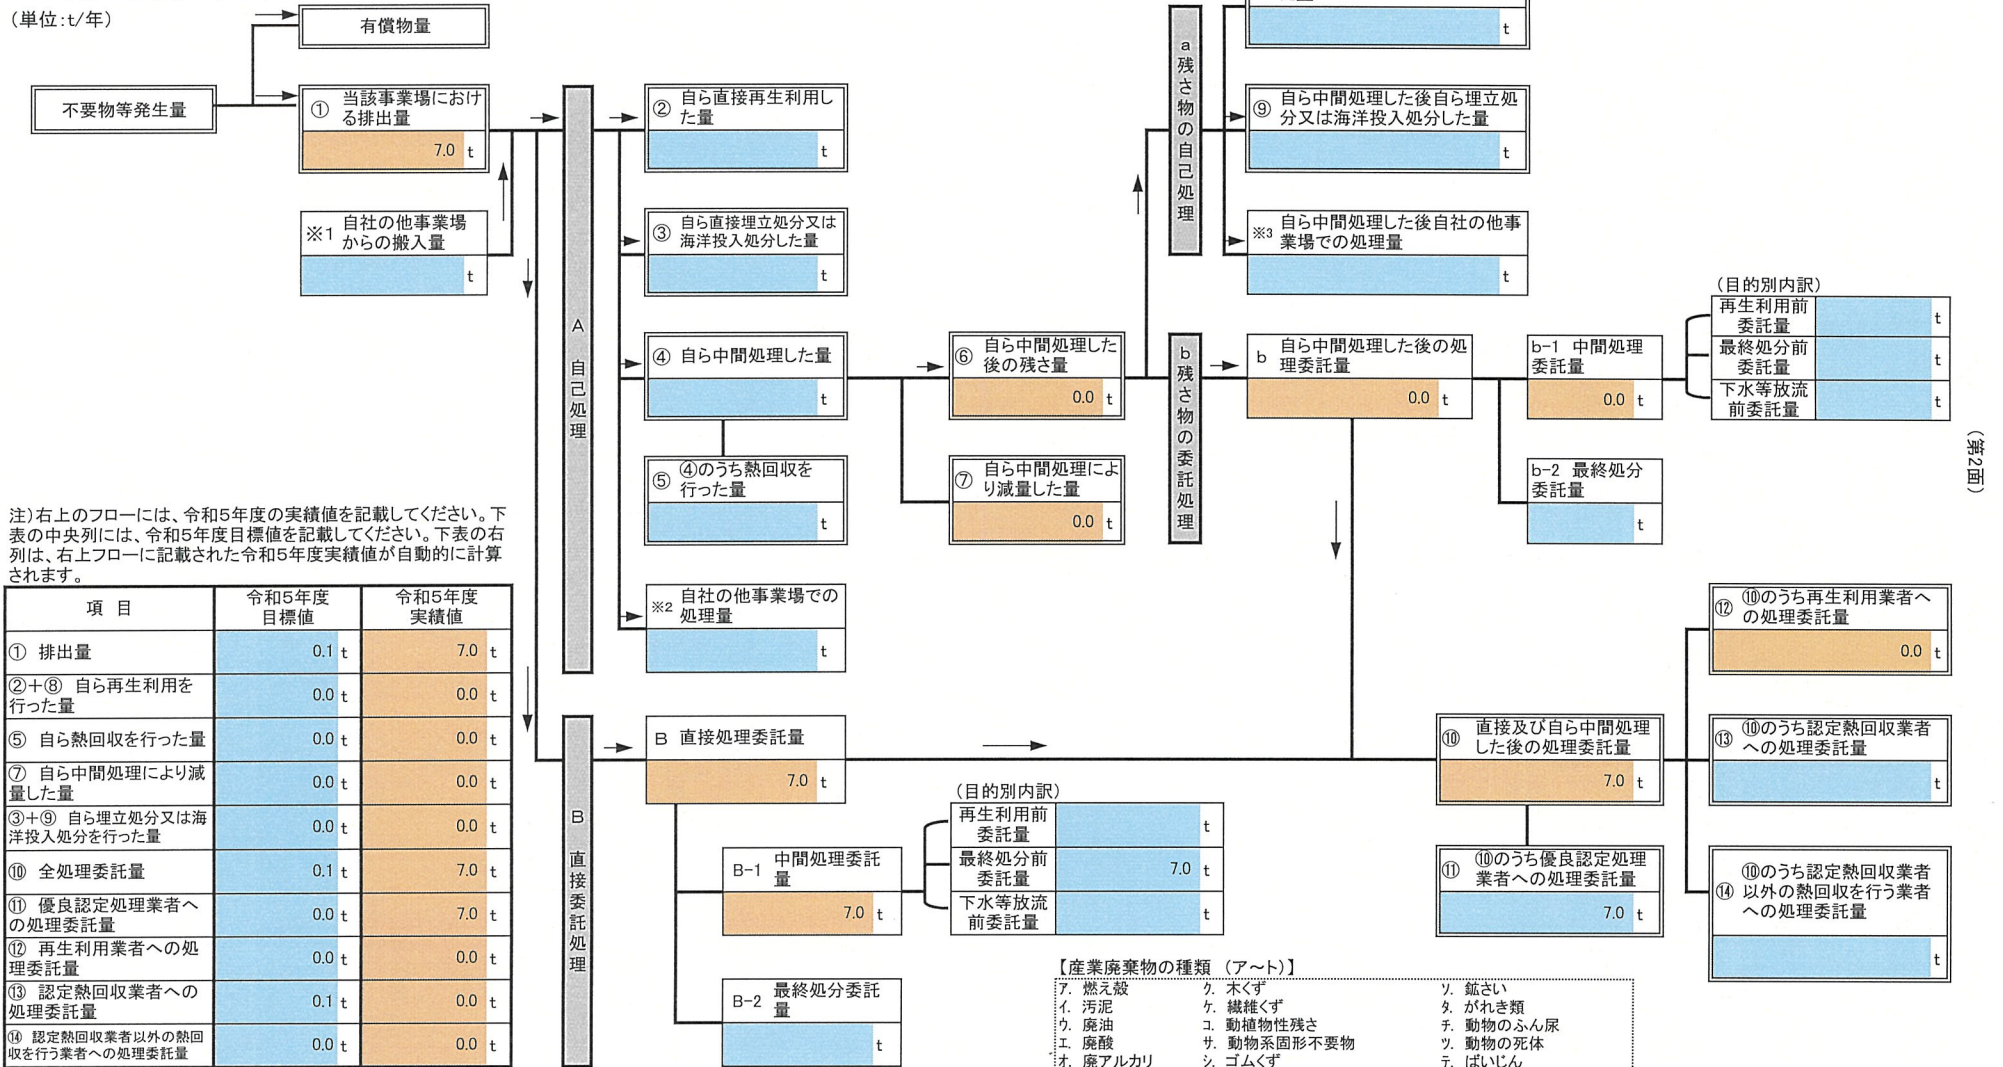 (単位:t/年)
有償物量
不要物等発生量
① 当該事業場におけ
る排出量
7.0 t
※1 自社の他事業場
からの搬入量
t
A 自己処理
② 自ら直接再生利用し
た量
t
③ 自ら直接埋立処分又は
海洋投入処分した量
t
④ 自ら中間処理した量
t
⑤ ④のうち熱回収を
行った量
t
※2 自社の他事業場での
処理量
t
⑥ 自ら中間処理した
後の残さ量
0.0 t
⑦ 自ら中間処理によ
り減量した量
0.0 t
a 残さ物の自己処理
t
⑨ 自ら中間処理した後自ら埋立処
分又は海洋投入処分した量
t
※3 自ら中間処理した後自社の他事
業場での処理量
t
b 残さ物の委託処理
b 自ら中間処理した後の処
理委託量
0.0 t
b-1 中間処理
委託量
0.0 t
b-2 最終処分
委託量
t
(目的別内訳)
再生利用前
委託量
t
最終処分前
委託量
t
下水等放流
前委託量
t
(第2面)
注)右上のフローには、令和5年度の実績値を記載してください。下
表の中央列には、令和5年度目標値を記載してください。下表の右
列は、右上フローに記載された令和5年度実績値が自動的に計算
されます。
項 目 令和5年度
目標値 令和5年度
実績値
① 排出量 0.1 t 7.0 t
②+⑧ 自ら再生利用を
行った量 0.0 t 0.0 t
⑤ 自ら熱回収を行った量 0.0 t 0.0 t
⑦ 自ら中間処理により減
量した量 0.0 t 0.0 t
③+⑨ 自ら埋立処分又は海
洋投入処分を行った量 0.0 t 0.0 t
⑩ 全処理委託量 0.1 t 7.0 t
⑪ 優良認定処理業者へ
の処理委託量 0.0 t 7.0 t
⑫ 再生利用業者への処
理委託量 0.0 t 0.0 t
⑬ 認定熱回収業者への
処理委託量 0.1 t 0.0 t
⑭ 認定熱回収業者以外の熱回
収を行う業者への処理委託量 0.0 t 0.0 t
B 直接委託処理
B 直接処理委託量
7.0 t
B-1 中間処理委託
量
7.0 t
B-2 最終処分委託
量
t
(目的別内訳)
再生利用前
委託量
t
最終処分前
委託量
7.0 t
下水等放流
前委託量
t
⑩ 直接及び自ら中間処理
した後の処理委託量
7.0 t
⑪ ⑩のうち優良認定処理
業者への処理委託量
7.0 t
⑫ ⑩のうち再生利用業者へ
の処理委託量
0.0 t
⑬ ⑩のうち認定熱回収業者
への処理委託量
t
⑭ ⑩のうち認定熱回収業者
以外の熱回収を行う業者
への処理委託量
t
【産業廃棄物の種類 (ア~ト)】
ア. 燃え殻 ク. 木くず ソ. 鉱さい
イ. 汚泥 ケ. 繊維くず タ. がれき類
ウ. 廃油 コ. 動植物性残さ チ. 動物のふん尿
エ. 廃酸 サ. 動物系固形不要物 ツ. 動物の死体
オ. 廃アルカリ シ. ゴムくず テ. ばいじん